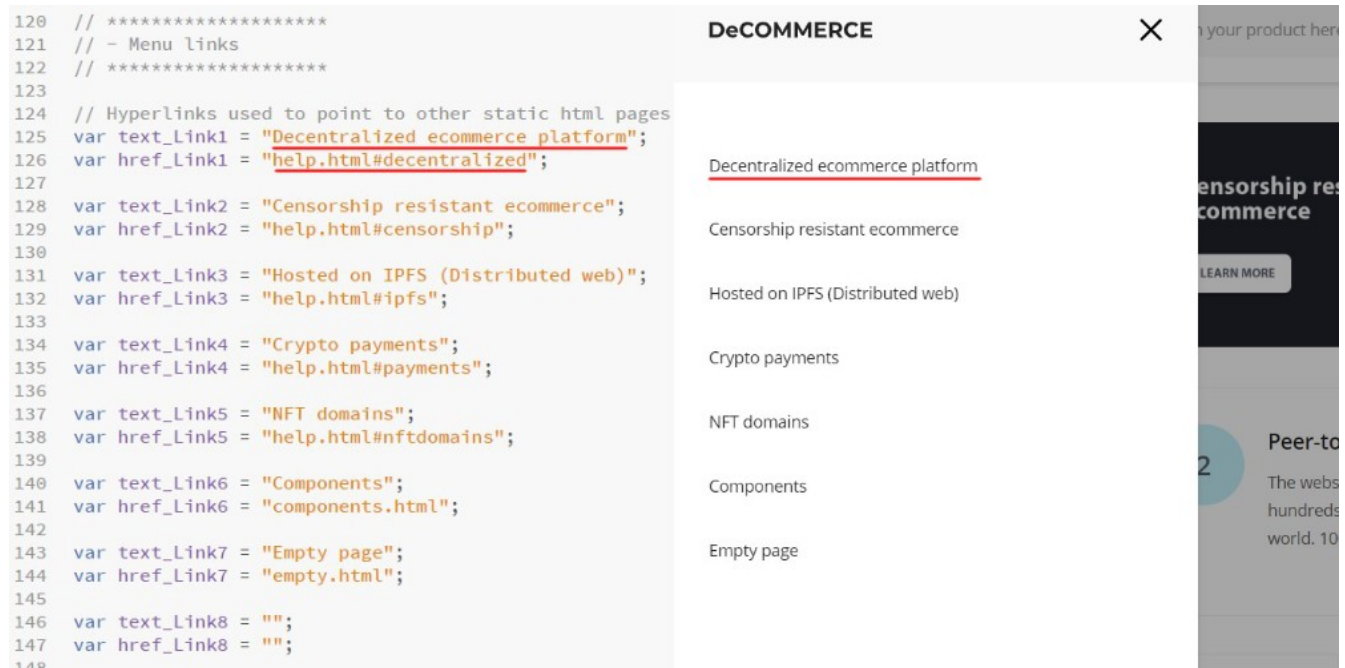 120 // ********************
121 // - Menu links
122 // ********************
123
124 // Hyperlinks used to point to other static html pages
125 var text_Link1 = "Decentralized ecommerce platform";
126 var href_Link1 = "help.html#decentralized";
127
128 var text_Link2 = "Censorship resistant ecommerce";
129 var href_Link2 = "help.html#censorship";
130
131 var text_Link3 = "Hosted on IPFS (Distributed web)";
132 var href_Link3 = "help.html#ipfs";
133
134 var text_Link4 = "Crypto payments";
135 var href_Link4 = "help.html#payments";
136
137 var text_Link5 = "NFT domains";
138 var href_Link5 = "help.html#nftdomains";
139
140 var text_Link6 = "Components";
141 var href_Link6 = "components.html";
142
143 var text_Link7 = "Empty page";
144 var href_Link7 = "empty.html";
145
146 var text_Link8 = "";
147 var href_Link8 = "";
148
DeCOMMERCE
Decentralized ecommerce platform
Censorship resistant ecommerce
Hosted on IPFS (Distributed web)
Crypto payments
NFT domains
Components
Empty page
your product here
ensorship res
commerce
LEARN MORE
2
Peer-to
The webs
hundreds
world. 10